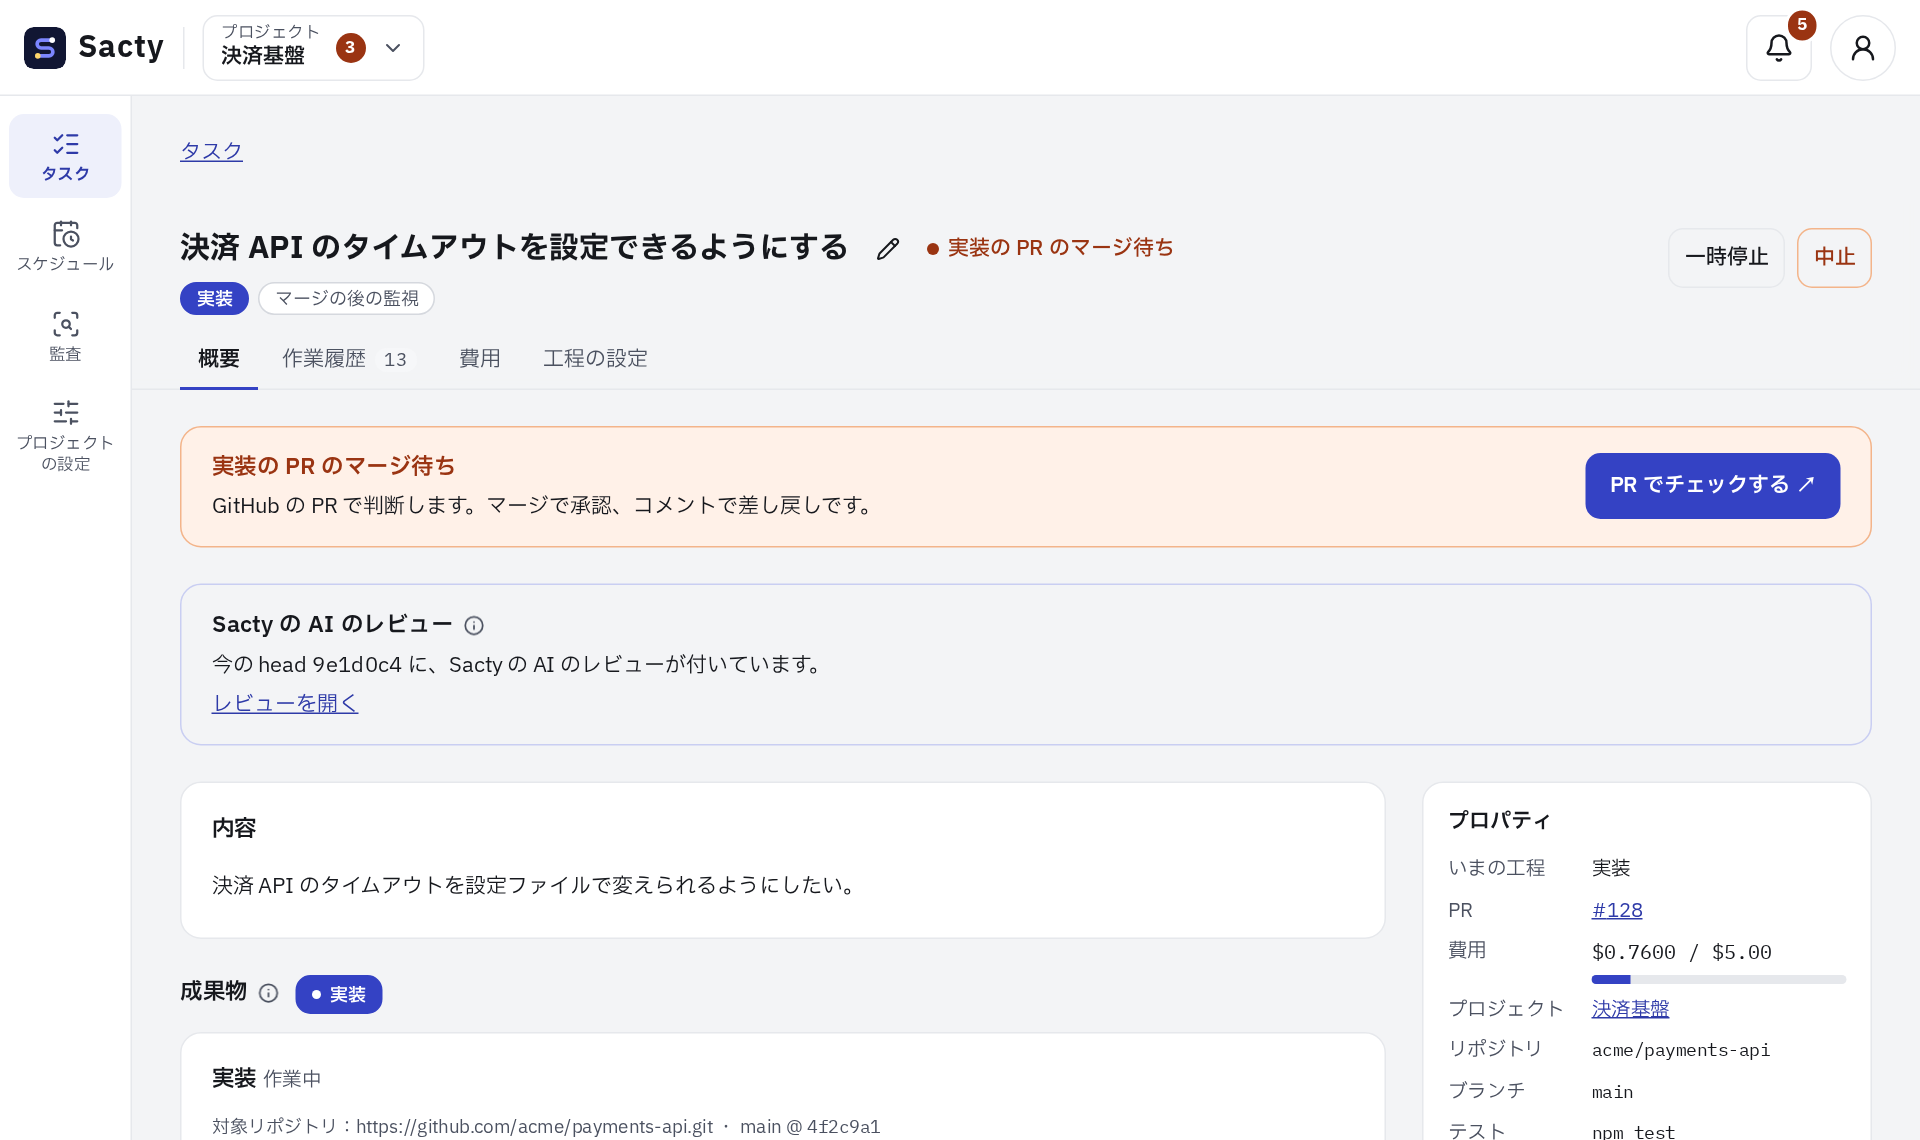 Sacty
プロジェクト
決済基盤
3
5
タスク
スケジュール
監査
プロジェクト
の設定
タスク
決済 API のタイムアウトを設定できるようにする
実装の PR のマージ待ち
一時停止
中止
実装
マージの後の監視
概要
作業履歴 13
費用
工程の設定
実装の PR のマージ待ち
GitHub の PR で判断します。マージで承認、コメントで差し戻しです。
PR でチェックする ↗
Sacty の AI のレビュー
今の head 9e1d0c4 に、Sacty の AI のレビューが付いています。
レビューを開く
内容
決済 API のタイムアウトを設定ファイルで変えられるようにしたい。
成果物
実装
実装 作業中
対象リポジトリ：https://github.com/acme/payments-api.git ・ main @ 4f2c9a1
プロパティ
いまの工程 実装
PR #128
費用 $0.7600 / $5.00
プロジェクト 決済基盤
リポジトリ acme/payments-api
ブランチ main
テスト npm test